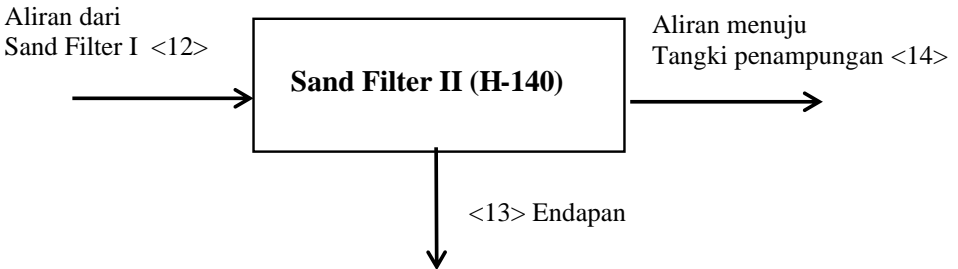 Aliran dari
Sand Filter I <12>
Sand Filter II (H-140)
Aliran menuju
Tangki penampungan <14>
<13> Endapan